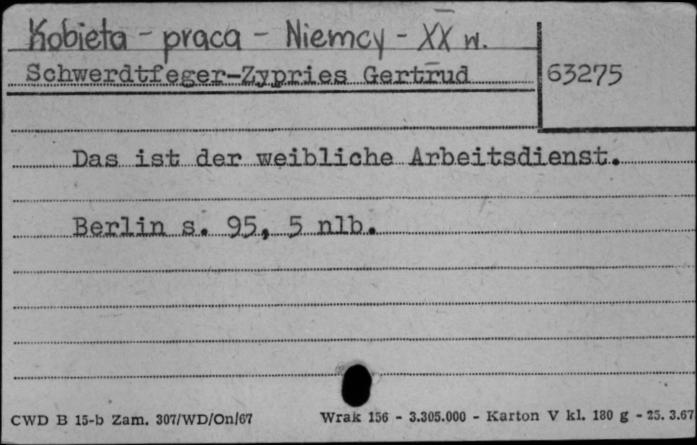 Kobieta - praca - Niemcy - XX w.
Schwerdtfeger-Zypries Gertrud
63275
Das ist der weibliche Arbeitsdienst.
Berlin s. 95, 5 nlb.
CWD B 15-b Zam. 307/WD/On/67 Wrak 156 - 3.305.000 - Karton V kl. 180 g - 25. 3.67